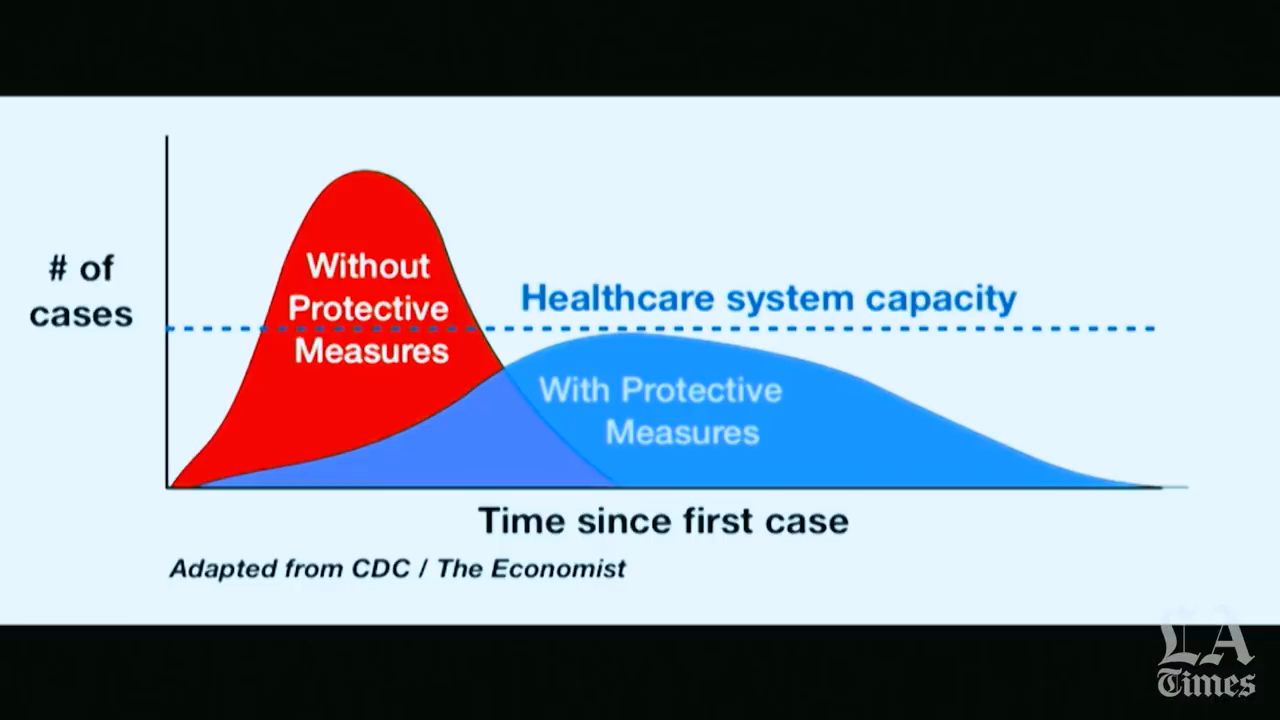 # of
cases
Without
Protective
Measures
Healthcare system capacity
With Protective
Measures
Time since first case
Adapted from CDC / The Economist
LA
Times